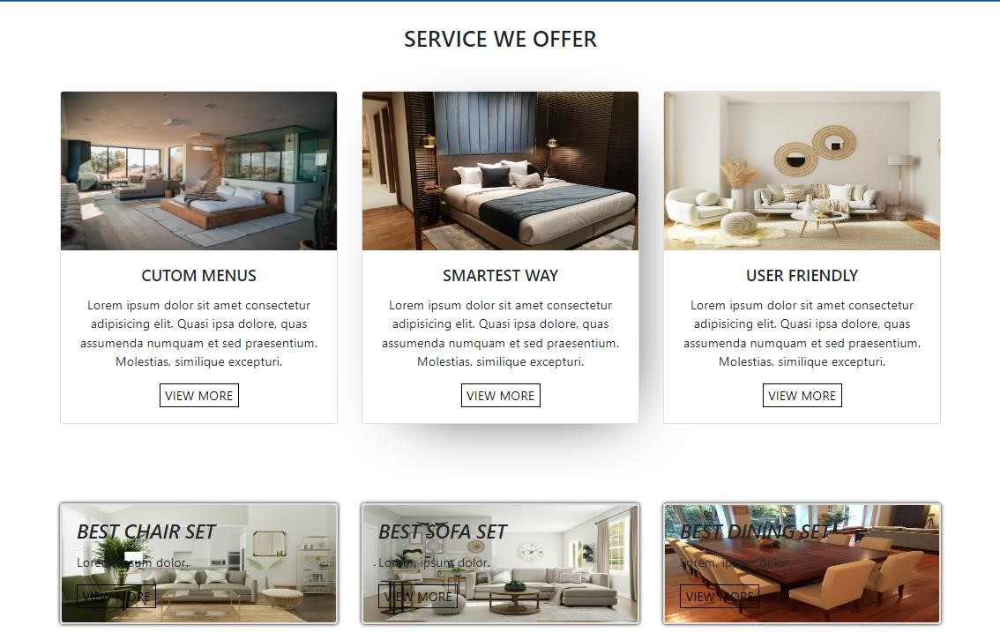 SERVICE WE OFFER
CUTOM MENUS
Lorem ipsum dolor sit amet consectetur
adipisicing elit. Quasi ipsa dolore, quas
assumenda numquam et sed praesentium.
Molestias, similique excepturi.
VIEW MORE
SMARTEST WAY
Lorem ipsum dolor sit amet consectetur
adipisicing elit. Quasi ipsa dolore, quas
assumenda numquam et sed praesentium.
Molestias, similique excepturi.
VIEW MORE
USER FRIENDLY
Lorem ipsum dolor sit amet consectetur
adipisicing elit. Quasi ipsa dolore, quas
assumenda numquam et sed praesentium.
Molestias, similique excepturi.
VIEW MORE
BEST CHAIR SET
Lorem, ipsum dolor.
VIEW MORE
BEST SOFA SET
Lorem, ipsum dolor.
VIEW MORE
BEST DINING SET
Lorem, ipsum dolor.
VIEW MORE